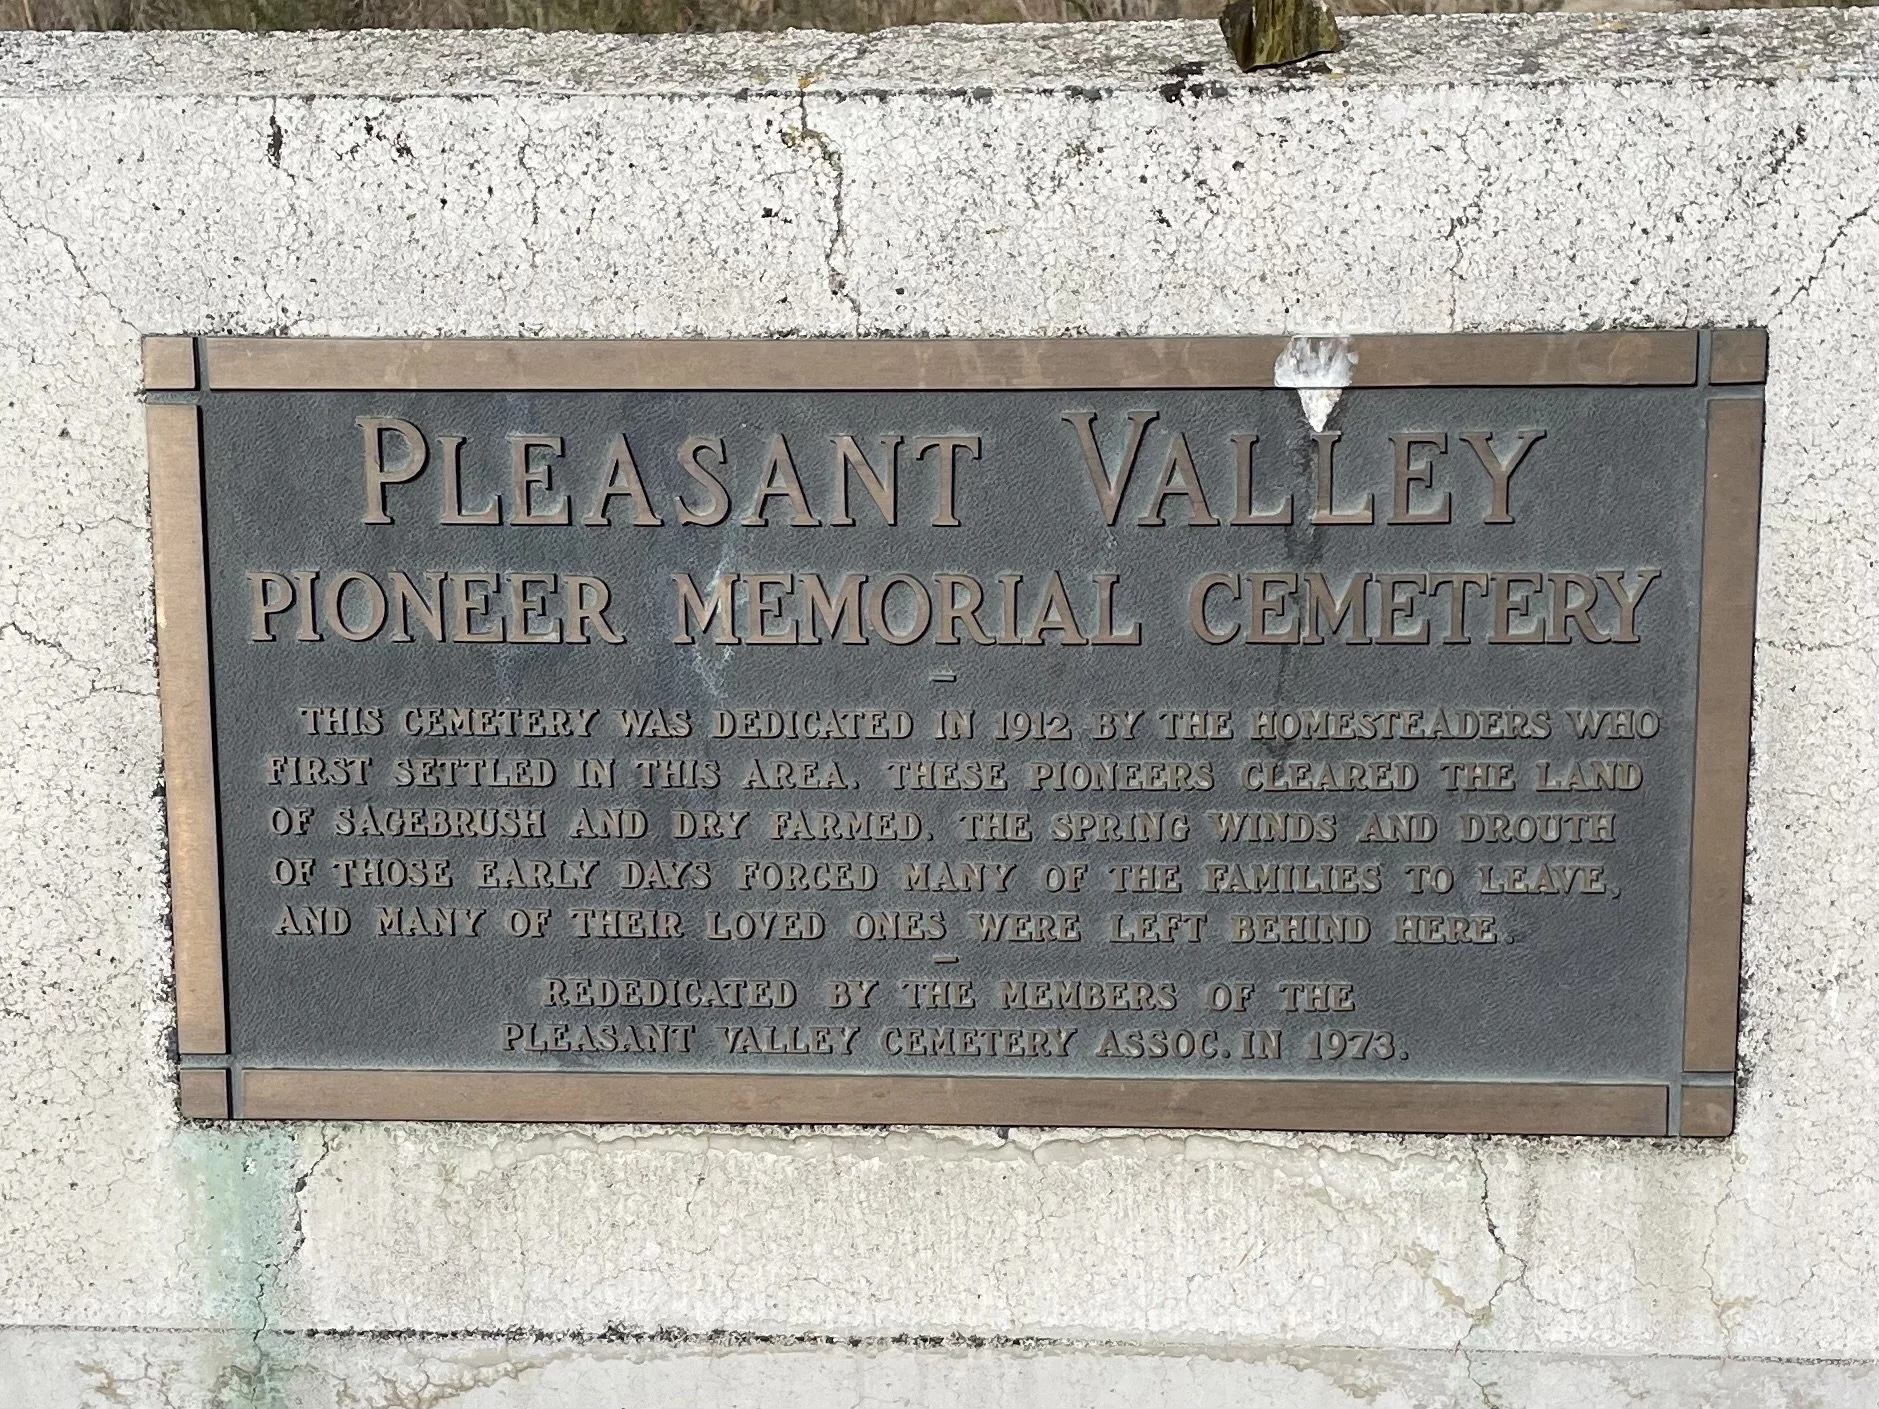 PLEASANT VALLEY
PIONEER MEMORIAL CEMETERY
THIS CEMETERY WAS DEDICATED IN 1912 BY THE HOMESTEADERS WHO
FIRST SETTLED IN THIS AREA. THESE PIONEERS CLEARED THE LAND
OF SAGEBRUSH AND DRY FARMED. THE SPRING WINDS AND DROUTH
OF THOSE EARLY DAYS FORCED MANY OF THE FAMILIES TO LEAVE,
AND MANY OF THEIR LOVED ONES WERE LEFT BEHIND HERE.
REDEDICATED BY THE MEMBERS OF THE
PLEASANT VALLEY CEMETERY ASSOC. IN 1973.